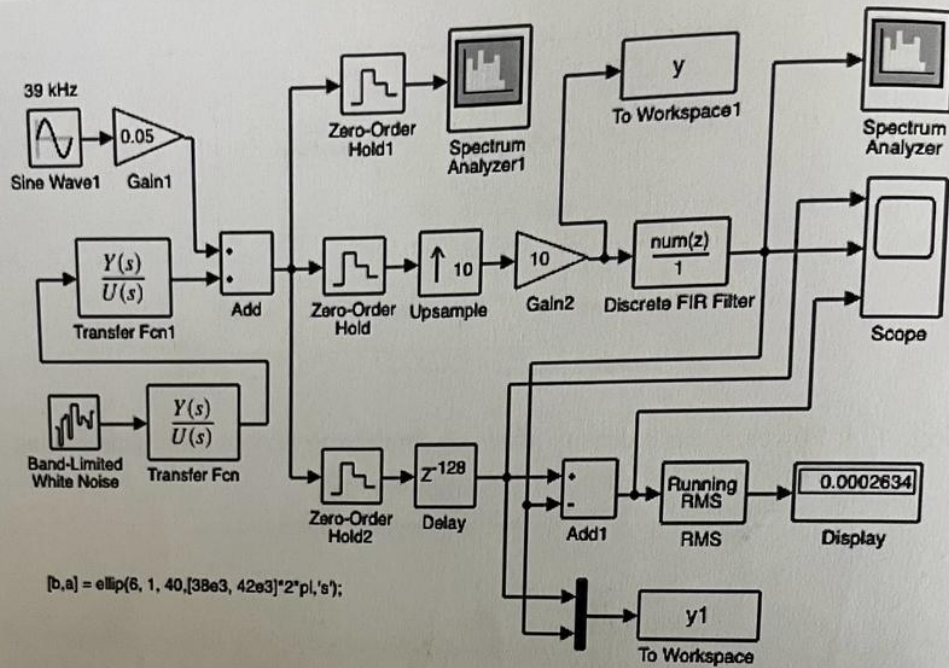 39 kHz
Sine Wave1
0.05
Gain1
Zero-Order
Hold1
Spectrum
Analyzer1
y
To Workspace1
Spectrum
Analyzer
Y(s)
U(s)
Transfer Fcn1
+
+
Add
Zero-Order
Hold
↑ 10
Upsample
10
Gain2
num(z)
1
Discrete FIR Filter
Scope
Band-Limited
White Noise
Y(s)
U(s)
Transfer Fcn
Zero-Order
Hold2
Z-128
Delay
+
-
Add1
Running
RMS
RMS
0.0002634
Display
[b,a] = ellip(6, 1, 40,[38e3, 42e3]*2*pi,'s');
y1
To Workspace